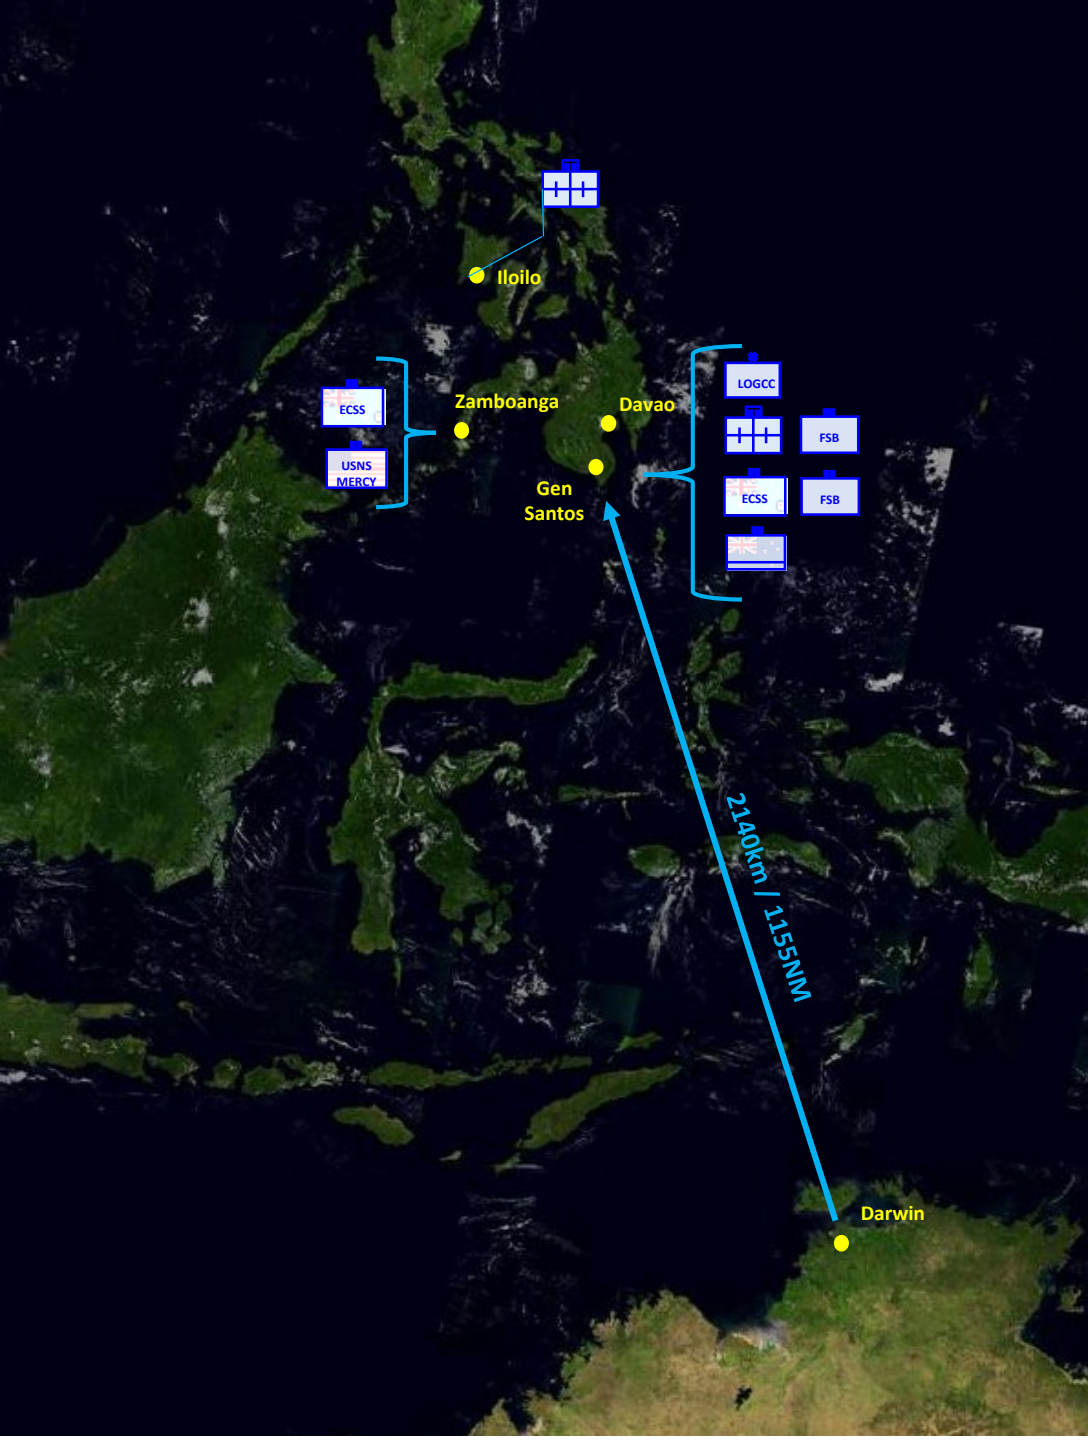 Iloilo
LOGCC
ECSS
Zamboanga
Davao
FSB
USNS
MERCY
Gen
Santos
ECSS
FSB
2140km / 1155NM
Darwin